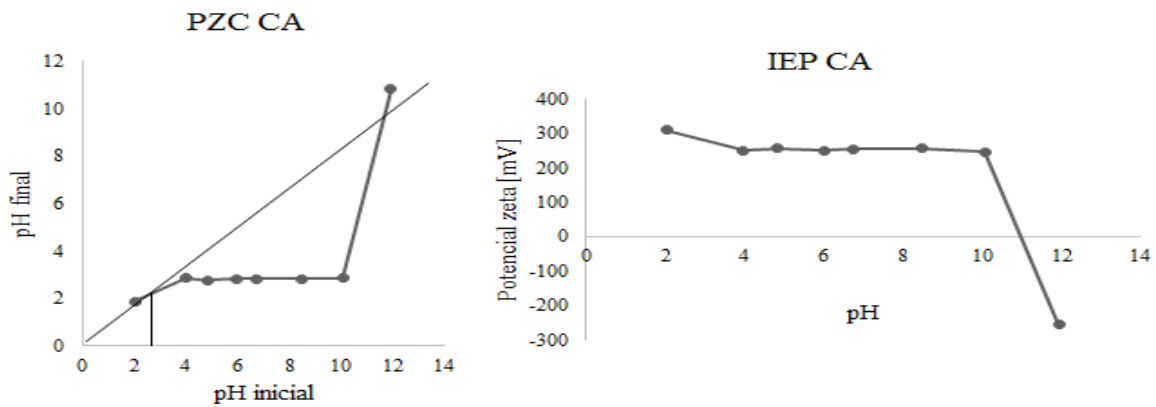 PZC CA
12
10
8
6
4
2
0
0 2 4 6 8 10 12 14
pH final
pH inicial
IEP CA
400
300
200
100
0
-100
-200
-300
0 2 4 6 8 10 12 14
Potencial zeta [mV]
pH